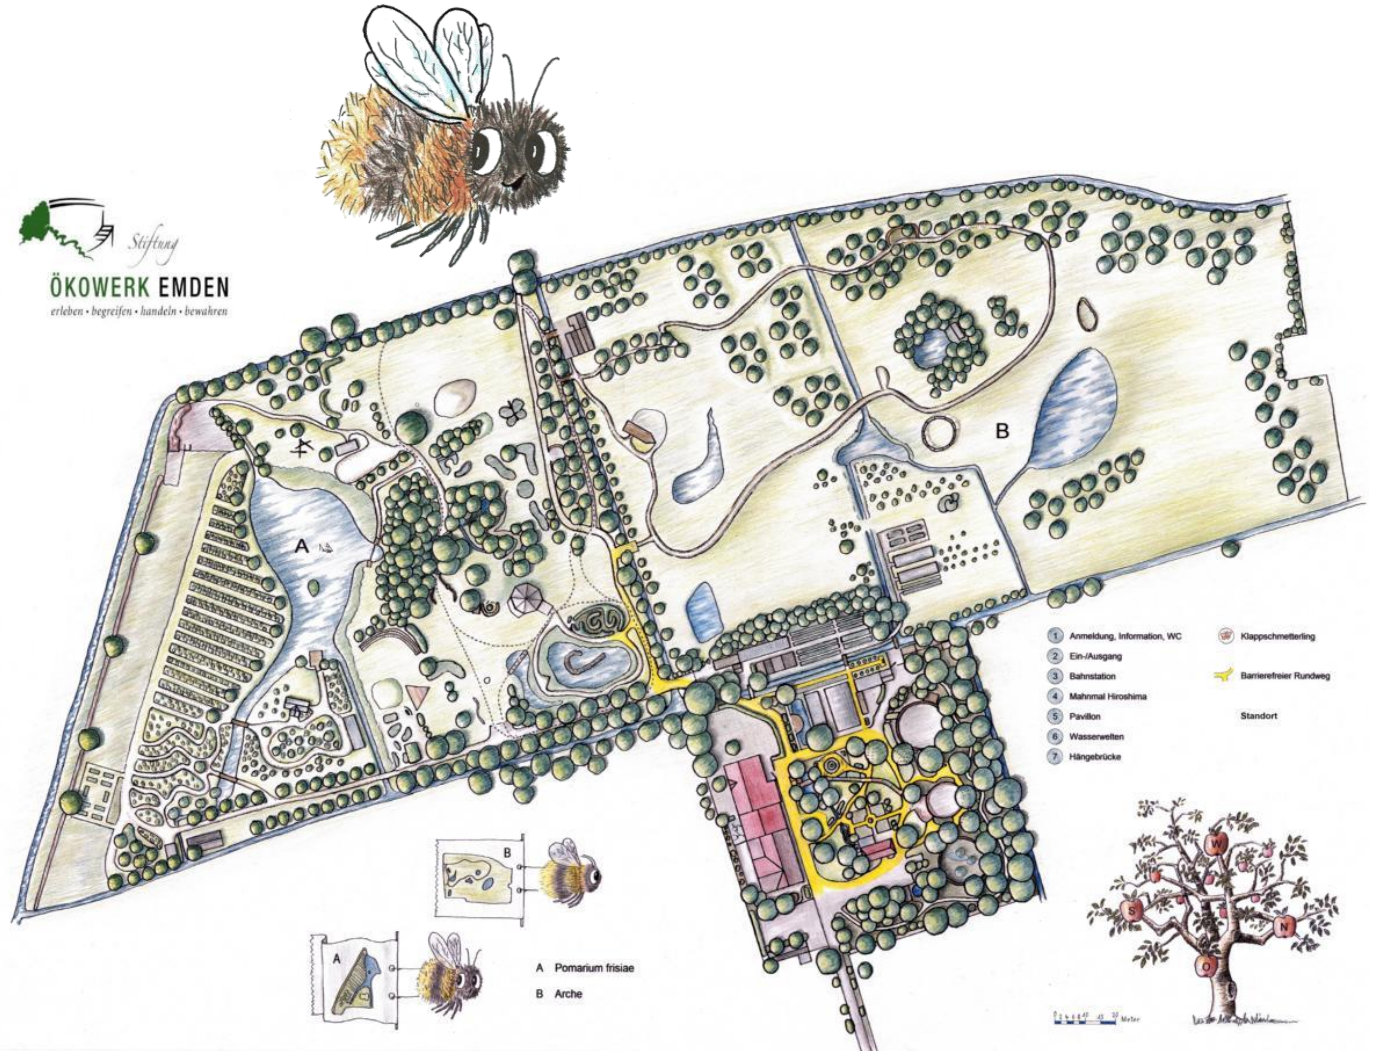 Stiftung
ÖKOWERK EMDEN
erleben • begreifen • handeln • bewahren
A
B
1 Anmeldung, Information, WC
2 Ein-/Ausgang
3 Bahnstation
4 Mahnmal Hiroshima
5 Pavillon
6 Wasserwelten
7 Hängebrücke
Klappschmetterling
Barrierefreier Rundweg
Standort
B
A
A Pomarium frisiae
B Arche
W
S
N
O
Meter